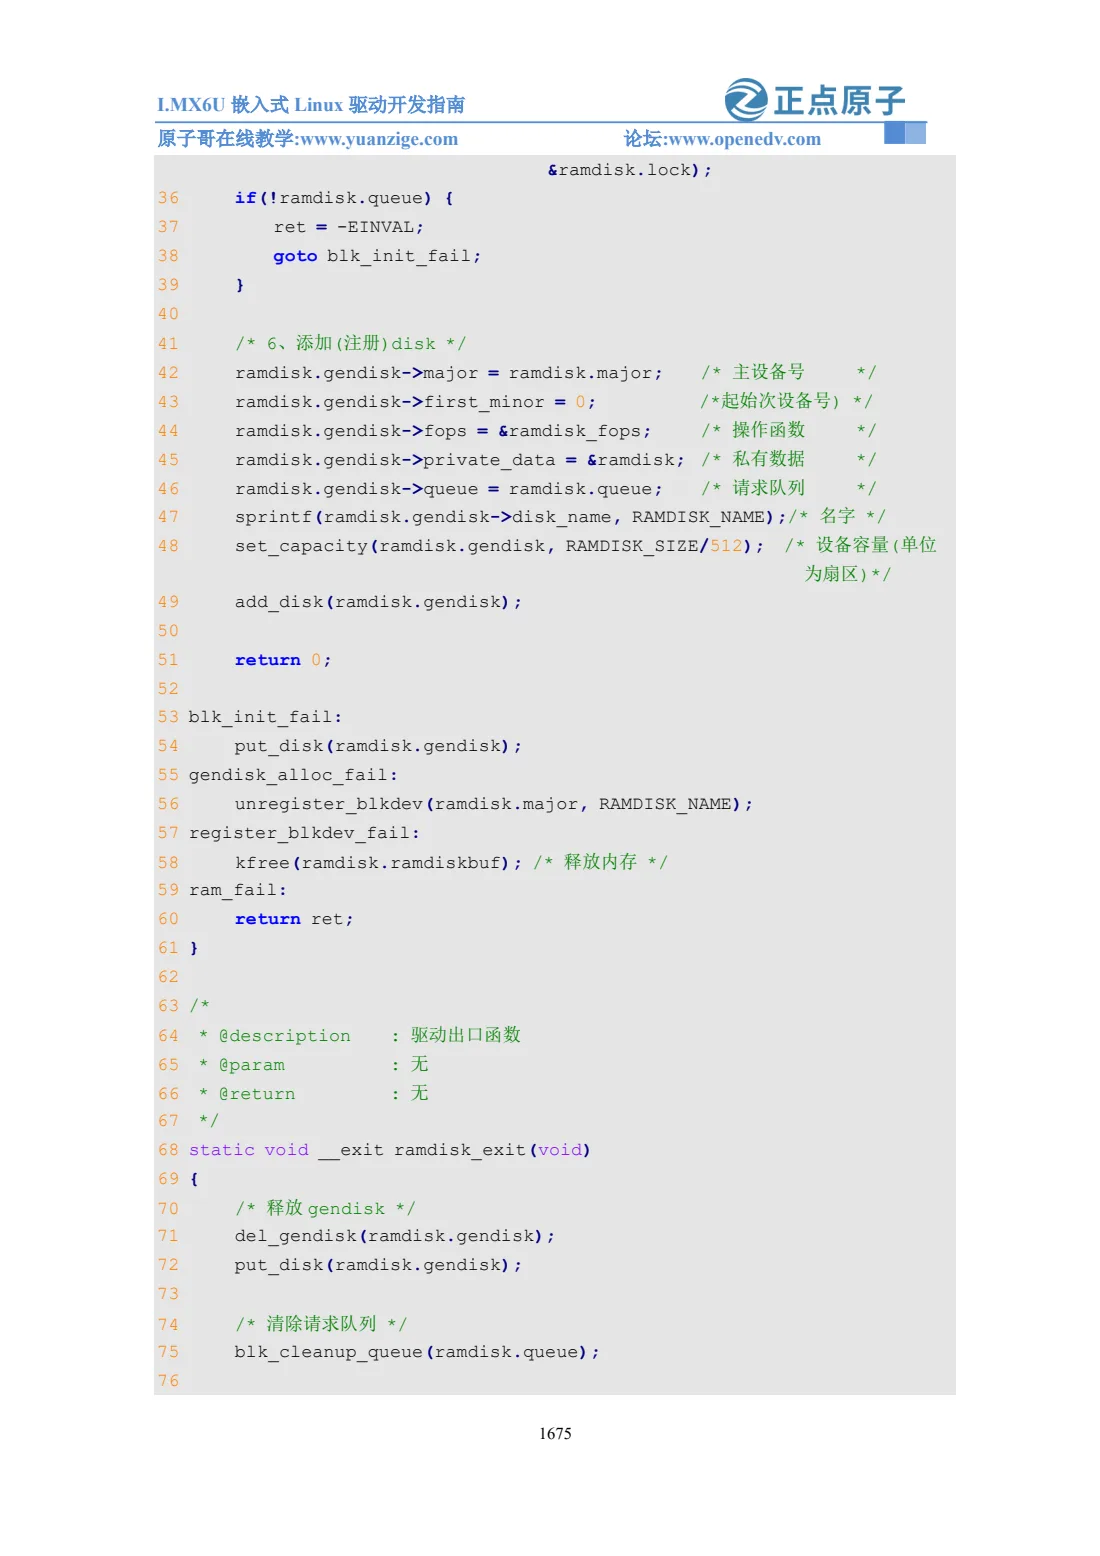 I.MX6U 嵌入式 Linux 驱动开发指南
正点原子
原子哥在线教学:www.yuanzige.com 论坛:www.openedv.com
&ramdisk.lock);
36 if(!ramdisk.queue) {
37 ret = -EINVAL;
38 goto blk_init_fail;
39 }
40
41 /* 6、添加(注册)disk */
42 ramdisk.gendisk->major = ramdisk.major; /* 主设备号 */
43 ramdisk.gendisk->first_minor = 0; /*起始次设备号) */
44 ramdisk.gendisk->fops = &ramdisk_fops; /* 操作函数 */
45 ramdisk.gendisk->private_data = &ramdisk; /* 私有数据 */
46 ramdisk.gendisk->queue = ramdisk.queue; /* 请求队列 */
47 sprintf(ramdisk.gendisk->disk_name, RAMDISK_NAME);/* 名字 */
48 set_capacity(ramdisk.gendisk, RAMDISK_SIZE/512); /* 设备容量(单位
为扇区)*/
49 add_disk(ramdisk.gendisk);
50
51 return 0;
52
53 blk_init_fail:
54 put_disk(ramdisk.gendisk);
55 gendisk_alloc_fail:
56 unregister_blkdev(ramdisk.major, RAMDISK_NAME);
57 register_blkdev_fail:
58 kfree(ramdisk.ramdiskbuf); /* 释放内存 */
59 ram_fail:
60 return ret;
61 }
62
63 /*
64 * @description : 驱动出口函数
65 * @param : 无
66 * @return : 无
67 */
68 static void __exit ramdisk_exit(void)
69 {
70 /* 释放 gendisk */
71 del_gendisk(ramdisk.gendisk);
72 put_disk(ramdisk.gendisk);
73
74 /* 清除请求队列 */
75 blk_cleanup_queue(ramdisk.queue);
76
1675